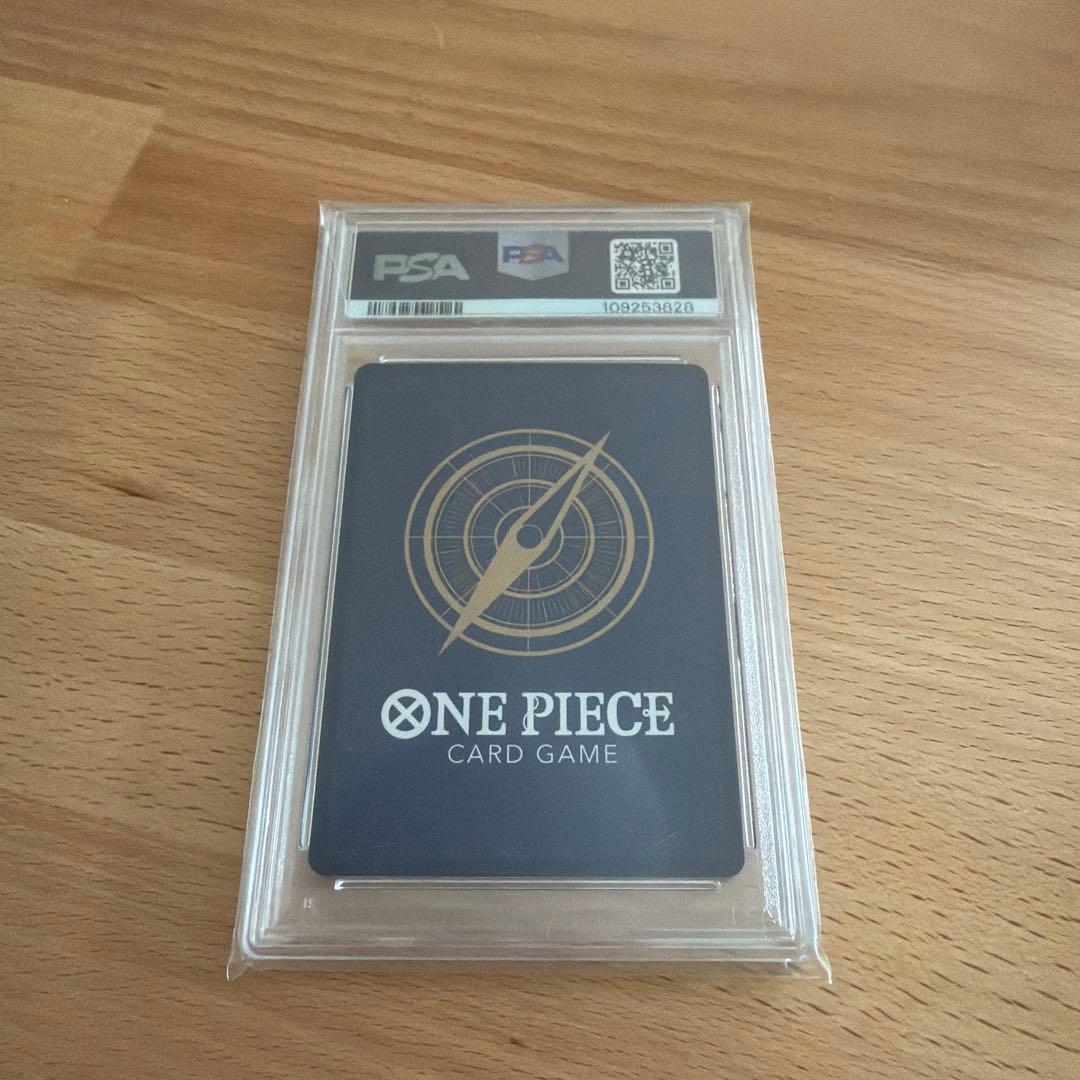 PSA
PSA
109253828
ONE PIECE
CARD GAME